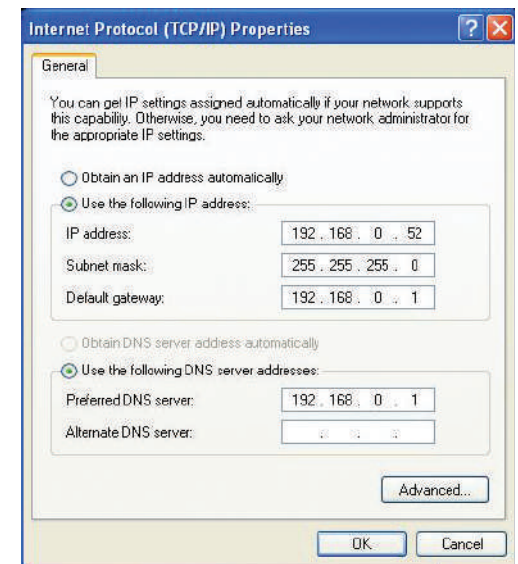 Internet Protocol (TCP/IP) Properties
General
You can get IP settings assigned automatically if your network supports
this capability. Otherwise, you need to ask your network administrator for
the appropriate IP settings.
Obtain an IP address automatically
Use the following IP address:
IP address: 192 . 168 . 0 . 52
Subnet mask: 255 . 255 . 255 . 0
Default gateway: 192 . 168 . 0 . 1
Obtain DNS server address automatically
Use the following DNS server addresses:
Preferred DNS server: 192 . 168 . 0 . 1
Alternate DNS server: . . .
Advanced...
OK Cancel